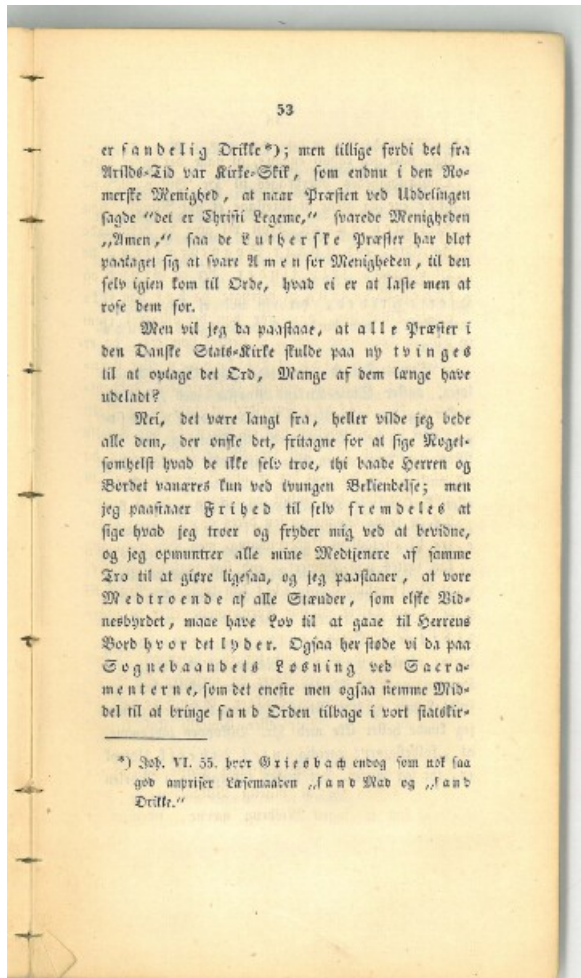 53
er sandelig Drikke*); men tillige fordi det fra
Arilds-Tid var Kirke-Skik, som endnu i den Ro-
merske Menighed, at naar Præsten ved Uddelingen
sagde "det er Christi Legeme," svarede Menigheden
„Amen,“ saa de Lutherske Præster har blot
paataget sig at svare Amen for Menigheden, til den
selv igien kom til Orde, hvad ei er at laste men at
rose dem for.
Men vil jeg da paastaae, at alle Præster i
den Danske Stats-Kirke skulde paa ny tvinges
til at optage det Ord, Mange af dem længe have
udeladt?
Nei, det være langt fra, heller vilde jeg bede
alle dem, der ønske det, fritagne for at sige Noget-
somhelst hvad de ikke selv troe, thi baade Herren og
Bordet vanæres kun ved tvungen Bekiendelse; men
jeg paastaaer Frihed til selv fremdeles at
sige hvad jeg troer og fryder mig ved at bevidne,
og jeg opmuntrer alle mine Medtjenere af samme
Tro til at giøre ligesaa, og jeg paastaaer, at vore
Medtroende af alle Stænder, som elske Vid-
nesbyrdet, maae have Lov til at gaae til Herrens
Bord hvor det lyder. Ogsaa her støde vi da paa
Sognebaandets Løsning ved Sacra-
menterne, som det eneste men ogsaa nemme Mid-
del til at bringe sand Orden tilbage i vort statskir-
*) Joh. VI. 55. hvor Griesbach endog som nok saa
god anpriser Læsemaaden „sand Mad og „sand
Drikke.“